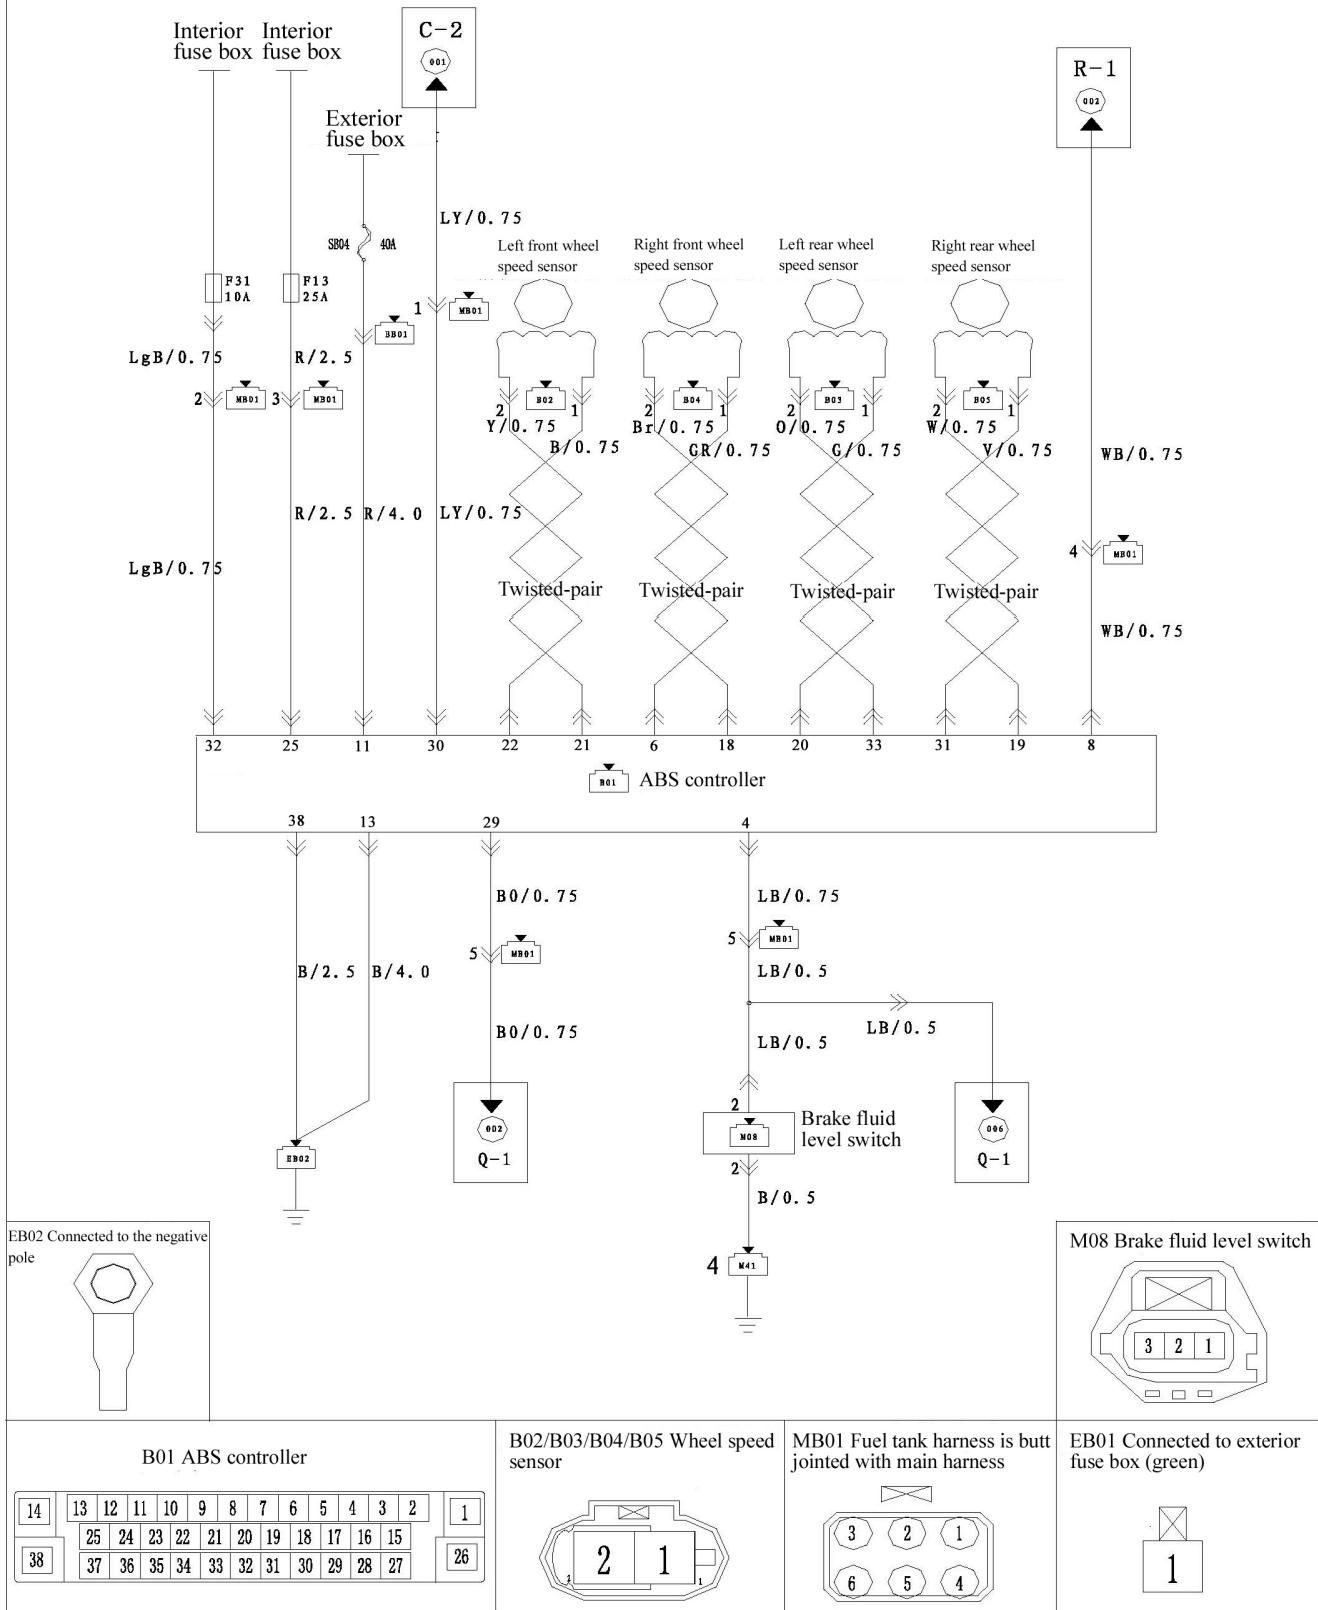 Interior
fuse box
Interior
fuse box
C-2
001
R-1
002
Exterior
fuse box
LY/0.75
SB04
40A
Left front wheel
speed sensor
Right front wheel
speed sensor
Left rear wheel
speed sensor
Right rear wheel
speed sensor
F31
10A
F13
25A
1
MB01
BB01
LgB/0.75
R/2.5
2
MB01
3
MB01
B02
B04
B03
B05
2
1
2
1
2
1
2
1
Y/0.75
Br/0.75
O/0.75
W/0.75
B/0.75
GR/0.75
G/0.75
V/0.75
WB/0.75
R/2.5
R/4.0
LY/0.75
4
MB01
LgB/0.75
Twisted-pair
Twisted-pair
Twisted-pair
Twisted-pair
WB/0.75
32
25
11
30
22
21
6
18
20
33
31
19
8
B01
ABS controller
38
13
29
4
B0/0.75
LB/0.75
5
MB01
5
MB01
B/2.5
B/4.0
LB/0.5
B0/0.75
LB/0.5
LB/0.5
2
002
Q-1
M08
Brake fluid
level switch
006
Q-1
EB02
2
B/0.5
4
M41
EB02 Connected to the negative
pole
M08 Brake fluid level switch
3 2 1
B01 ABS controller
14
13 12 11 10 9 8 7 6 5 4 3 2
1
25 24 23 22 21 20 19 18 17 16 15
38
37 36 35 34 33 32 31 30 29 28 27
26
B02/B03/B04/B05 Wheel speed
sensor
2 1
2
1
MB01 Fuel tank harness is butt
jointed with main harness
3 2 1
6 5 4
EB01 Connected to exterior
fuse box (green)
1